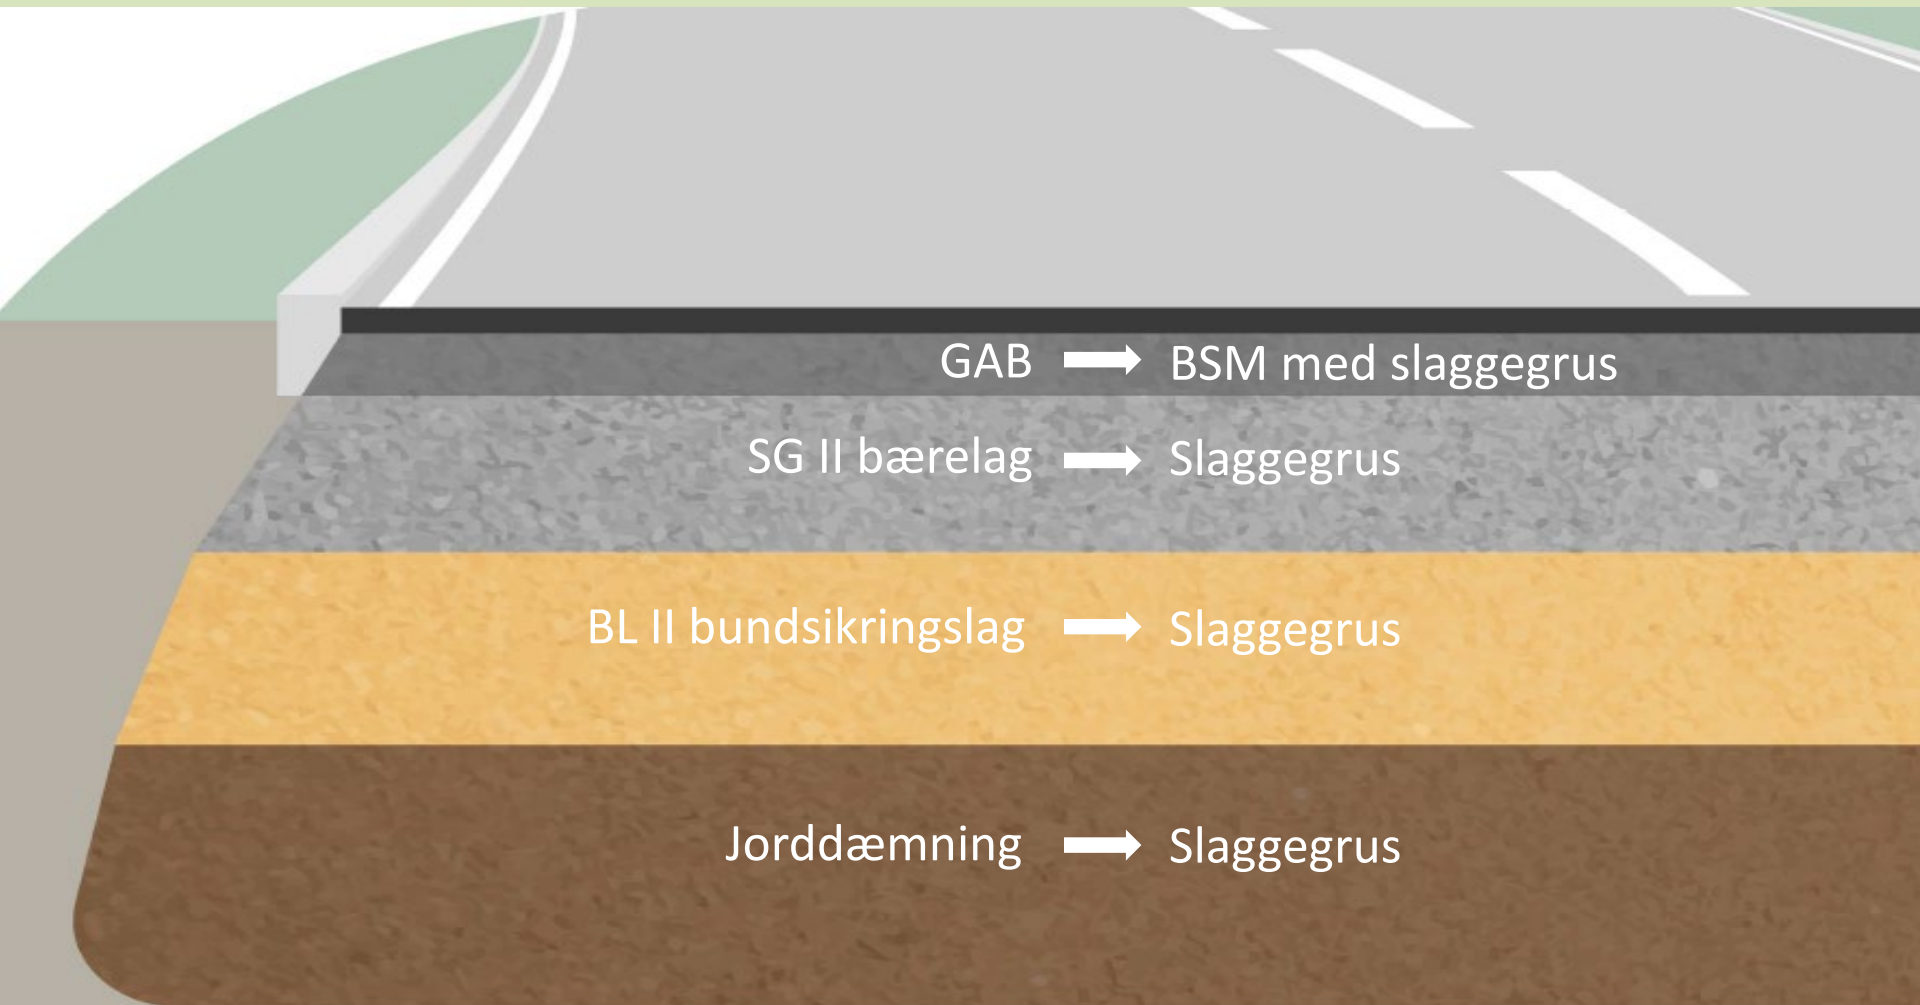 GAB → BSM med slaggegrus
SG II bærelag → Slaggegrus
BL II bundsikringslag → Slaggegrus
Jorddæmning → Slaggegrus